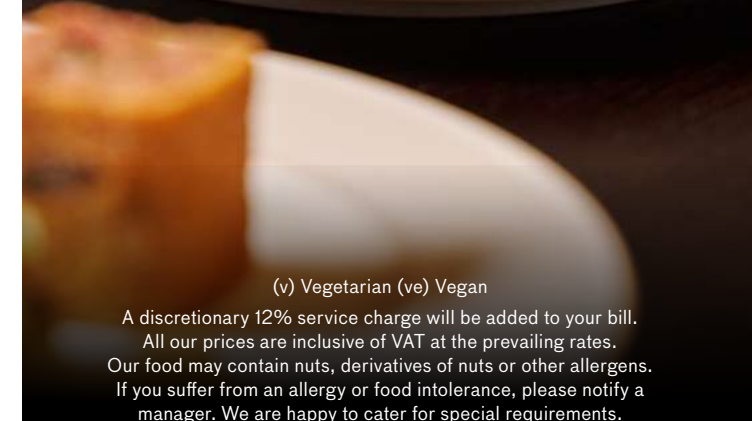 (v) Vegetarian (ve) Vegan
A discretionary 12% service charge will be added to your bill.
All our prices are inclusive of VAT at the prevailing rates.
Our food may contain nuts, derivatives of nuts or other allergens.
If you suffer from an allergy or food intolerance, please notify a
manager. We are happy to cater for special requirements.